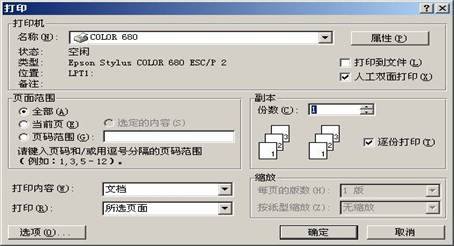 打印
打印机
名称(N): COLOR 680 属性(P)
状态: 空闲
类型: Epson Stylus COLOR 680 ESC/P 2 打印到文件(L)
位置: LPT1: 人工双面打印(X)
备注:
页面范围 副本
全部(A) 份数(C): 1
当前页(E) 选定的内容(S)
页码范围(G):
请键入页码和/或用逗号分隔的页码范围
(例如:1,3,5-12)。
1 2 3 1 2 3 逐份打印(T)
打印内容(W): 文档 缩放
每页的版数(H): 1 版
打印(R): 所选页面 按纸型缩放(Z): 无缩放
选项(O)... 确定 取消